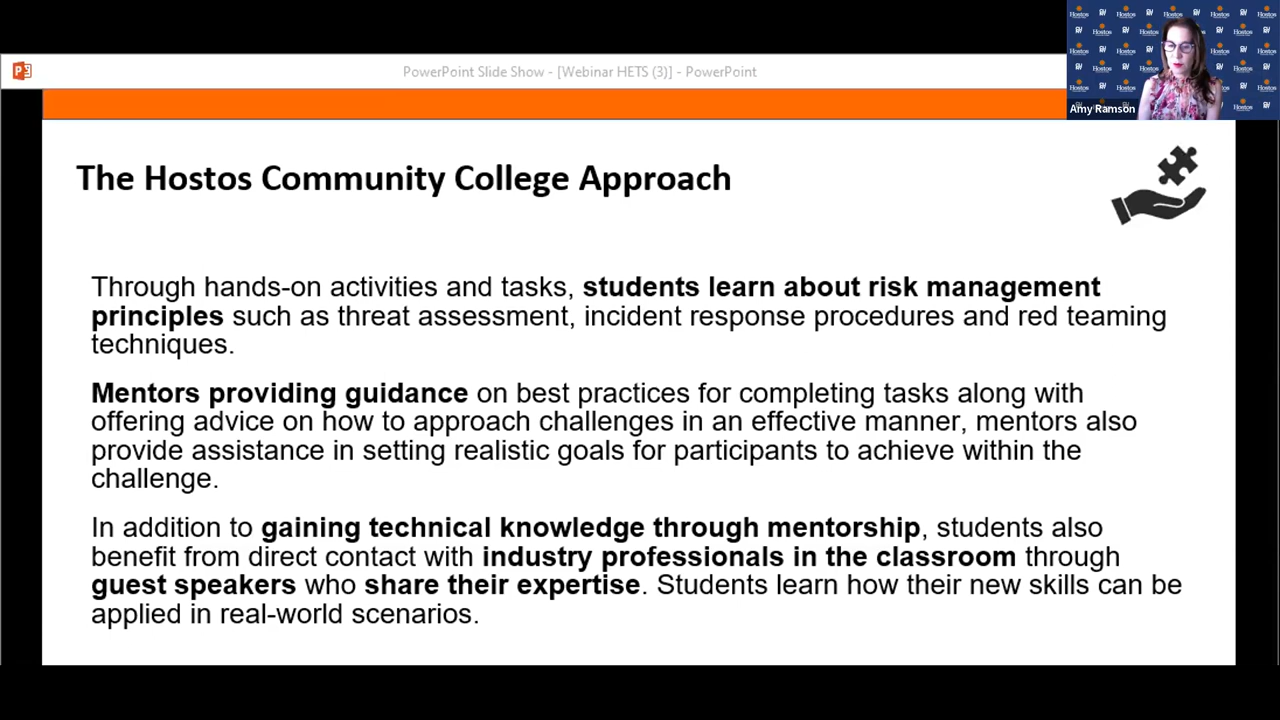 PowerPoint Slide Show - [Webinar HETS (3)] - PowerPoint
Hostos
Amy Ramson
The Hostos Community College Approach
Through hands-on activities and tasks, students learn about risk management
principles such as threat assessment, incident response procedures and red teaming
techniques.
Mentors providing guidance on best practices for completing tasks along with
offering advice on how to approach challenges in an effective manner, mentors also
provide assistance in setting realistic goals for participants to achieve within the
challenge.
In addition to gaining technical knowledge through mentorship, students also
benefit from direct contact with industry professionals in the classroom through
guest speakers who share their expertise. Students learn how their new skills can be
applied in real-world scenarios.